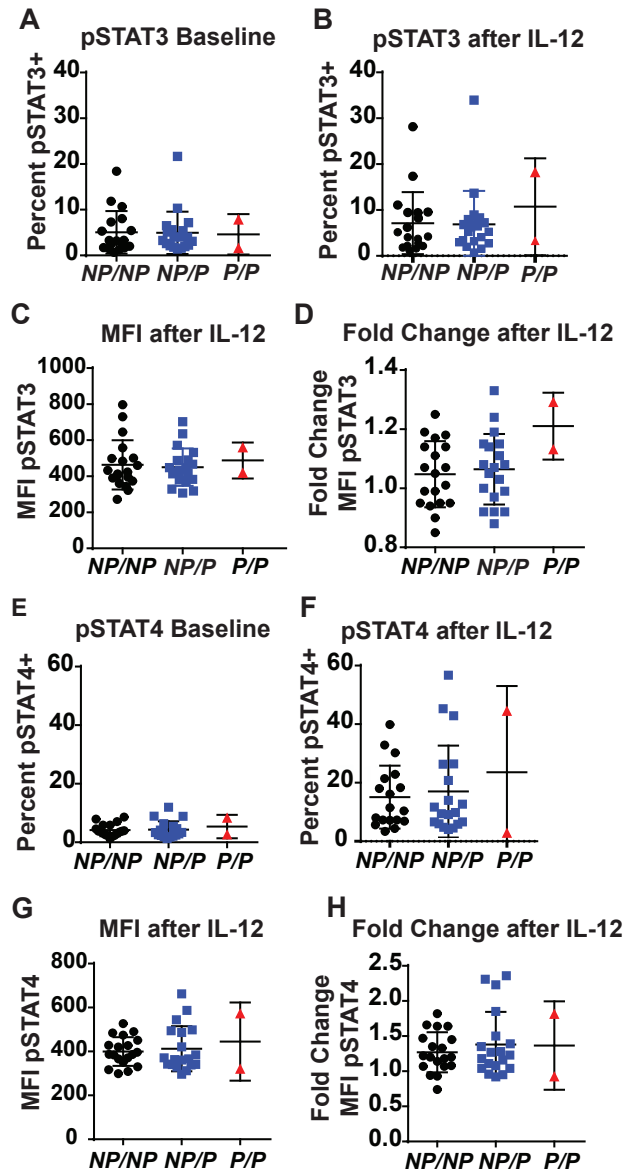 A
pSTAT3 Baseline
Percent pSTAT3+
40
30
20
10
0
NP/NP NP/P P/P
B
pSTAT3 after IL-12
Percent pSTAT3+
40
30
20
10
0
NP/NP NP/P P/P
C
MFI after IL-12
MFI pSTAT3
1000
800
600
400
200
0
NP/NP NP/P P/P
D
Fold Change after IL-12
Fold Change
MFI pSTAT3
1.4
1.2
1.0
0.8
NP/NP NP/P P/P
E
pSTAT4 Baseline
Percent pSTAT4+
60
40
20
0
NP/NP NP/P P/P
F
pSTAT4 after IL-12
Percent pSTAT4+
60
40
20
0
NP/NP NP/P P/P
G
MFI after IL-12
MFI pSTAT4
800
600
400
200
0
NP/NP NP/P P/P
H
Fold Change after IL-12
Fold Change
MFI pSTAT4
2.5
2.0
1.5
1.0
0.5
0.0
NP/NP NP/P P/P